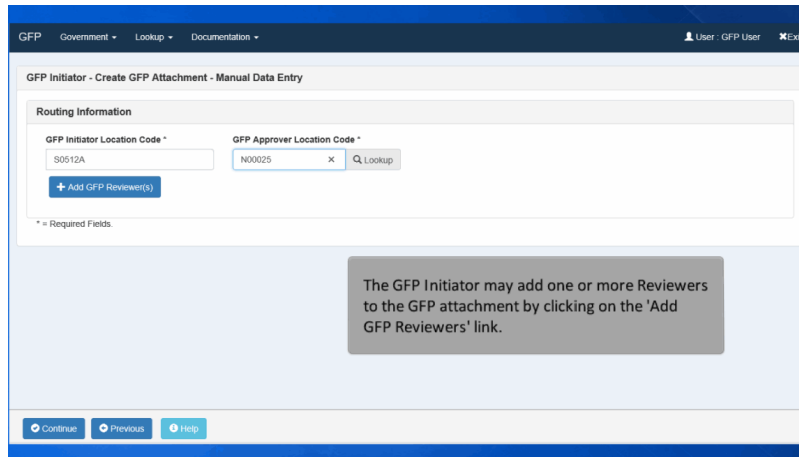 GFP Government Lookup Documentation User : GFP User Exi
GFP Initiator - Create GFP Attachment - Manual Data Entry
Routing Information
GFP Initiator Location Code * GFP Approver Location Code *
S0512A N00025 Lookup
Add GFP Reviewer(s)
* = Required Fields.
The GFP Initiator may add one or more Reviewers
to the GFP attachment by clicking on the 'Add
GFP Reviewers' link.
Continue Previous Help